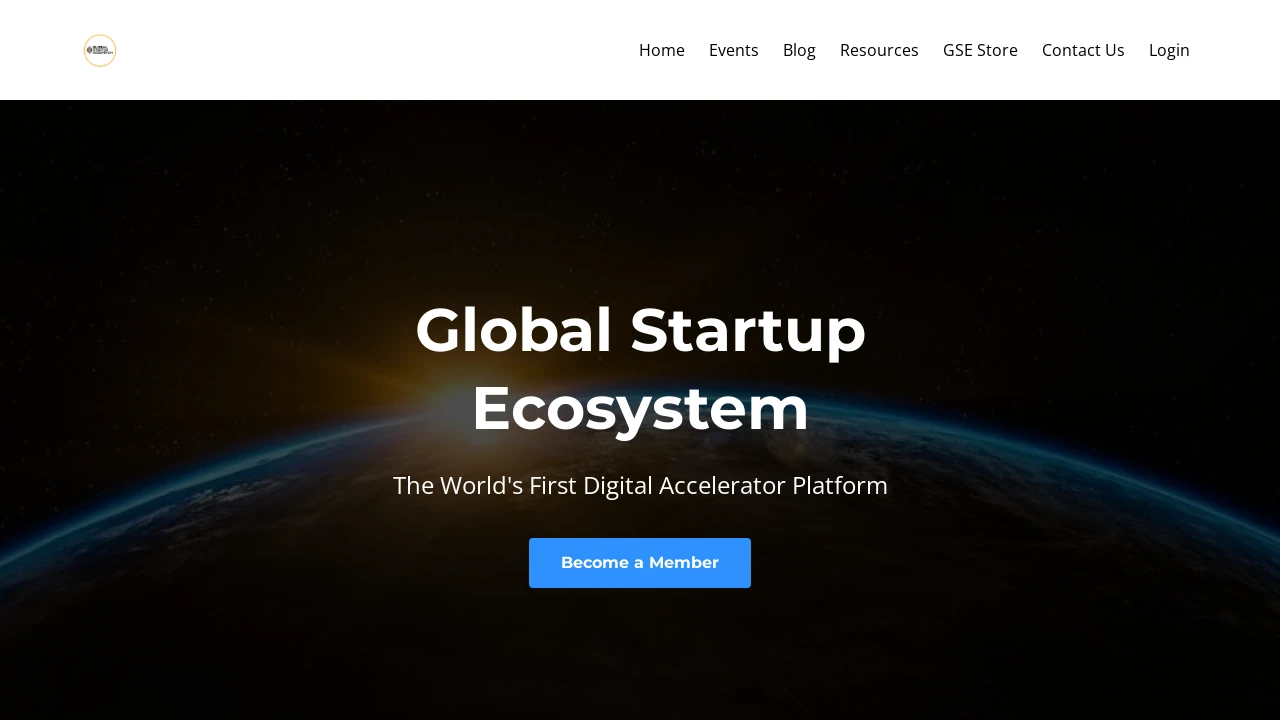 Home Events Blog Resources GSE Store Contact Us Login
Global Startup
Ecosystem
The World's First Digital Accelerator Platform
Become a Member